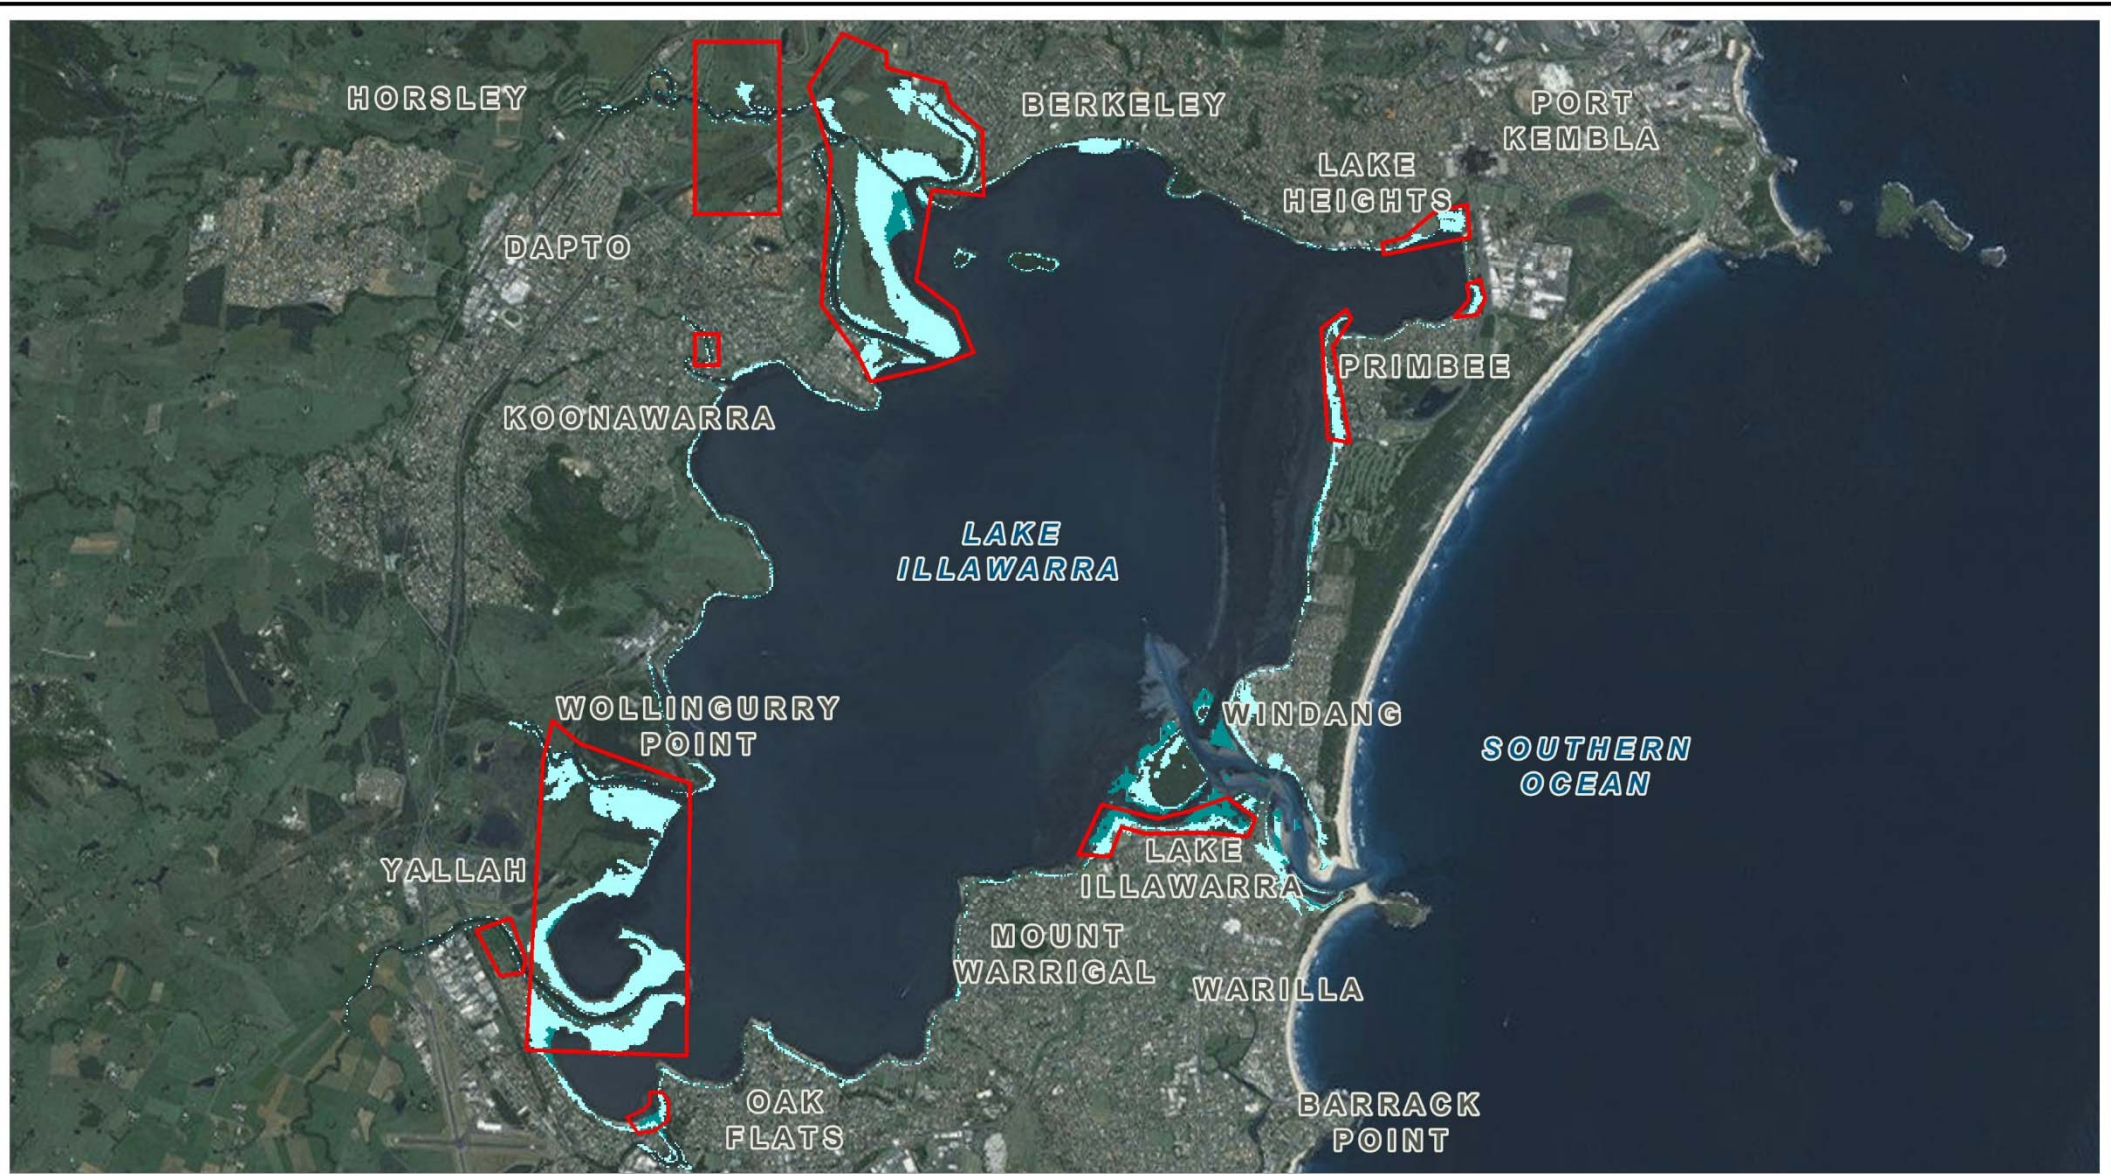 HORSLEY
BERKELEY
PORT
KEMBLA
LAKE
HEIGHTS
DAPTO
PRIMBEE
KOONAWARRA
LAKE
ILLAWARRA
WOLLINGURRY
POINT
WINDANG
SOUTHERN
OCEAN
YALLAH
LAKE
ILLAWARRA
MOUNT
WARRIGAL
WARILLA
OAK
FLATS
BARRACK
POINT